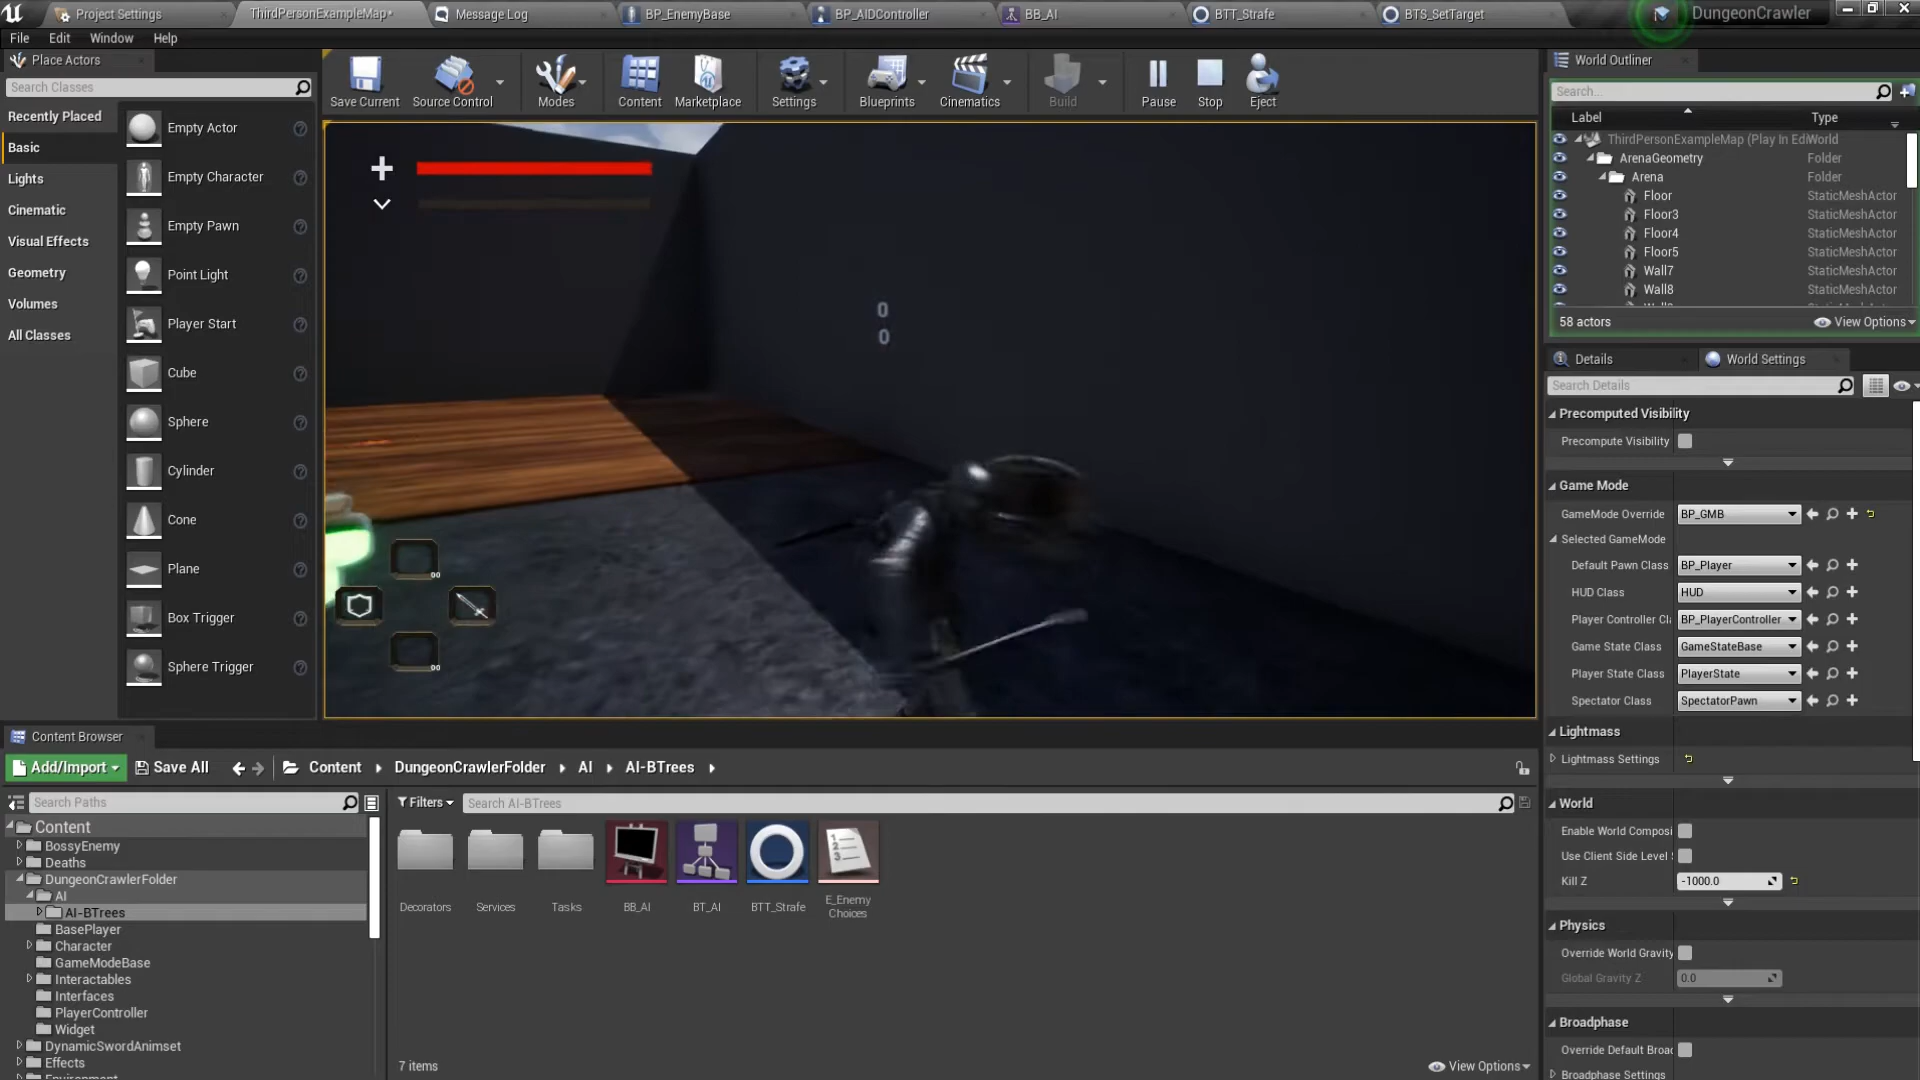 Project Settings
ThirdPersonExampleMap*
Message Log
BP_EnemyBase
BP_AIDController
BB_AI
BTT_Strafe
BTS_SetTarget
DungeonCrawler
File Edit Window Help
Place Actors
Search Classes
Recently Placed
Basic
Lights
Cinematic
Visual Effects
Geometry
Volumes
All Classes
Empty Actor
Empty Character
Empty Pawn
Point Light
Player Start
Cube
Sphere
Cylinder
Cone
Plane
Box Trigger
Sphere Trigger
Save Current
Source Control
Modes
Content
Marketplace
Settings
Blueprints
Cinematics
Build
Pause
Stop
Eject
0
0
00
00
World Outliner
Search...
Label Type
ThirdPersonExampleMap (Play In Edi World
ArenaGeometry Folder
Arena Folder
Floor StaticMeshActor
Floor3 StaticMeshActor
Floor4 StaticMeshActor
Floor5 StaticMeshActor
Wall7 StaticMeshActor
Wall8 StaticMeshActor
58 actors
View Options
Details
World Settings
Search Details
Precomputed Visibility
Precompute Visibility
Game Mode
GameMode Override BP_GMB
Selected GameMode
Default Pawn Class BP_Player
HUD Class HUD
Player Controller Cl BP_PlayerController
Game State Class GameStateBase
Player State Class PlayerState
Spectator Class SpectatorPawn
Lightmass
Lightmass Settings
World
Enable World Composi
Use Client Side Level
Kill Z -1000.0
Physics
Override World Gravity
Global Gravity Z 0.0
Broadphase
Override Default Broad
Broadphase Settings
Content Browser
Add/Import
Save All
Content
DungeonCrawlerFolder
AI
AI-BTrees
Search Paths
Filters
Search AI-BTrees
Content
BossyEnemy
Deaths
DungeonCrawlerFolder
AI
AI-BTrees
BasePlayer
Character
GameModeBase
Interactables
Interfaces
PlayerController
Widget
DynamicSwordAnimset
Effects
Decorators
Services
Tasks
BB_AI
BT_AI
BTT_Strafe
E_Enemy
Choices
7 items
View Options